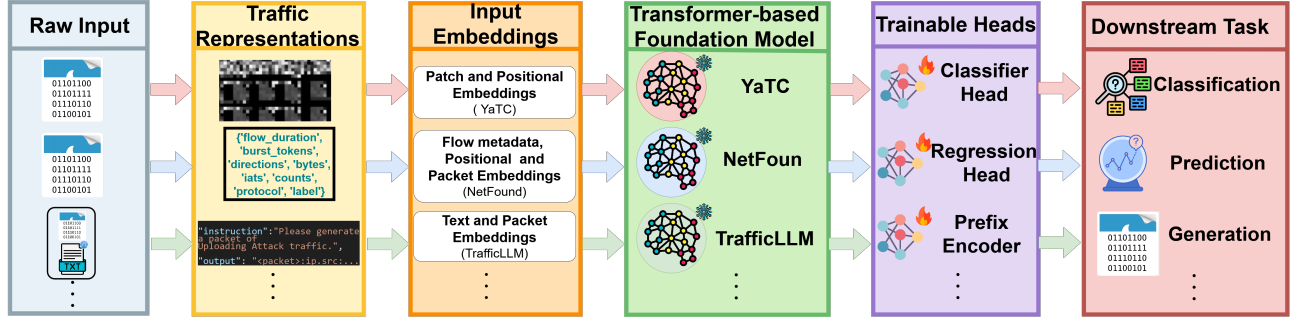 Raw Input
01101100
01101111
01110110
01100101
01101100
01101111
01110110
01100101
01101100
01101111
01110110
01100101
TXT
Traffic
Representations
{'flow_duration',
'burst_tokens',
'directions', 'bytes',
'iats', 'counts',
'protocol', 'label'}
"instruction":"Please generate
a packet of
Uploading Attack traffic.",
"output": "<packet>:ip.src:...
Input
Embeddings
Patch and Positional
Embeddings
( YaTC)
Flow metadata,
Positional and
Packet Embeddings
(NetFound)
Text and Packet
Embeddings
(TrafficLLM)
Transformer-based
Foundation Model
YaTC
NetFoun
TrafficLLM
Trainable Heads
Classifier
Head
Regression
Head
Prefix
Encoder
Downstream Task
Classification
?
Prediction
Generation
01101100
01101111
01110110
01100101